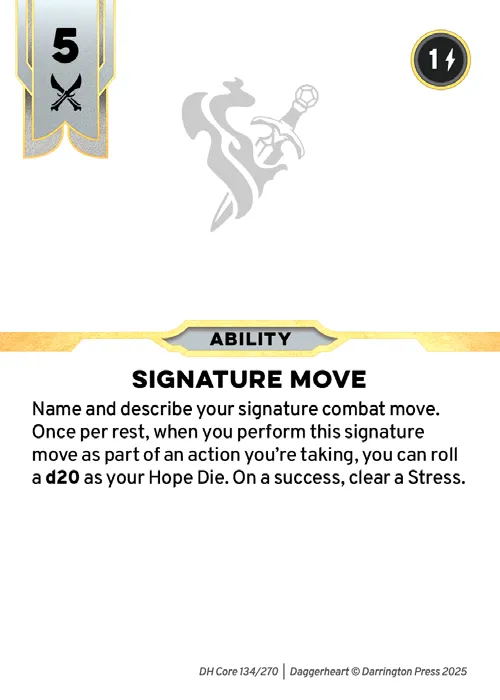 5
1
ABILITY
SIGNATURE MOVE
Name and describe your signature combat move.
Once per rest, when you perform this signature
move as part of an action you’re taking, you can roll
a d20 as your Hope Die. On a success, clear a Stress.
DH Core 134/270 | Daggerheart © Darrington Press 2025